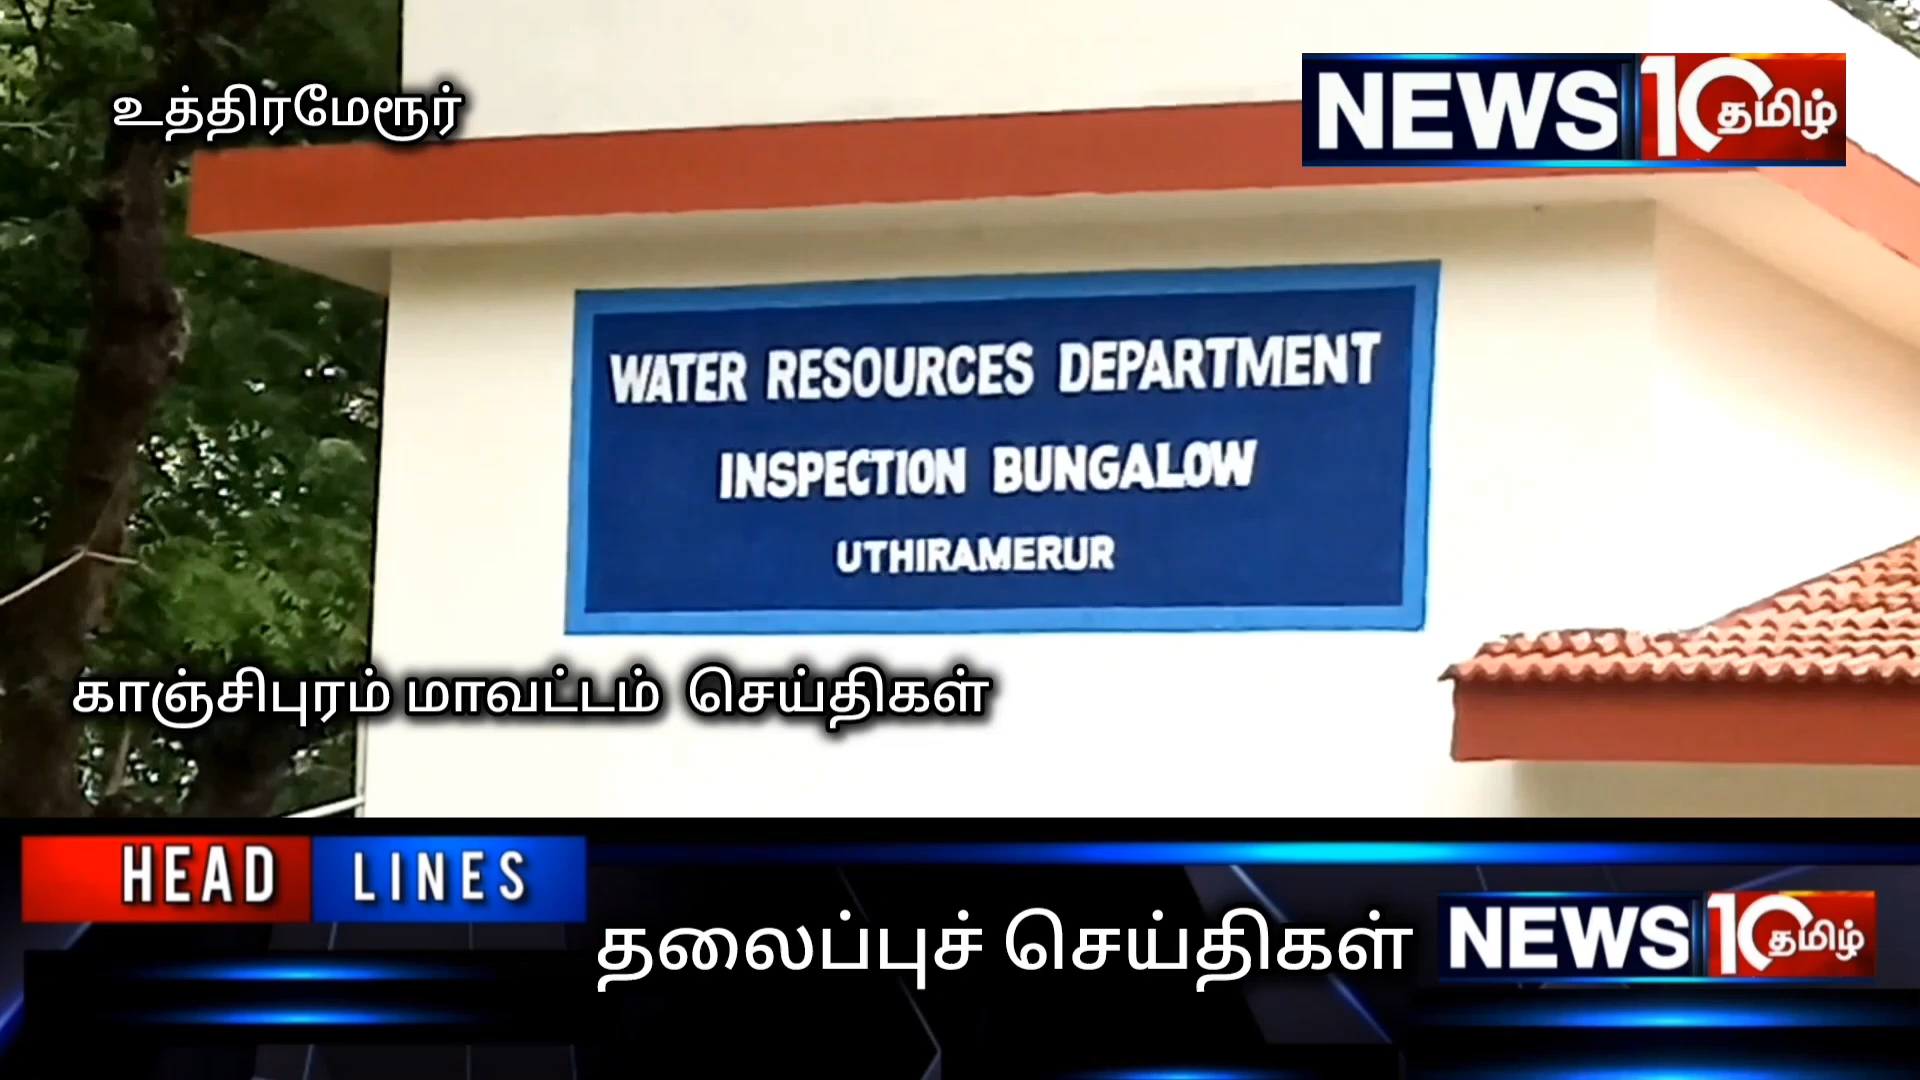 உத்திரமேரூர்
NEWS 10 தமிழ்
WATER RESOURCES DEPARTMENT
INSPECTION BUNGALOW
UTHIRAMERUR
காஞ்சிபுரம் மாவட்டம் செய்திகள்
HEAD LINES
தலைப்புச் செய்திகள்
NEWS 10 தமிழ்